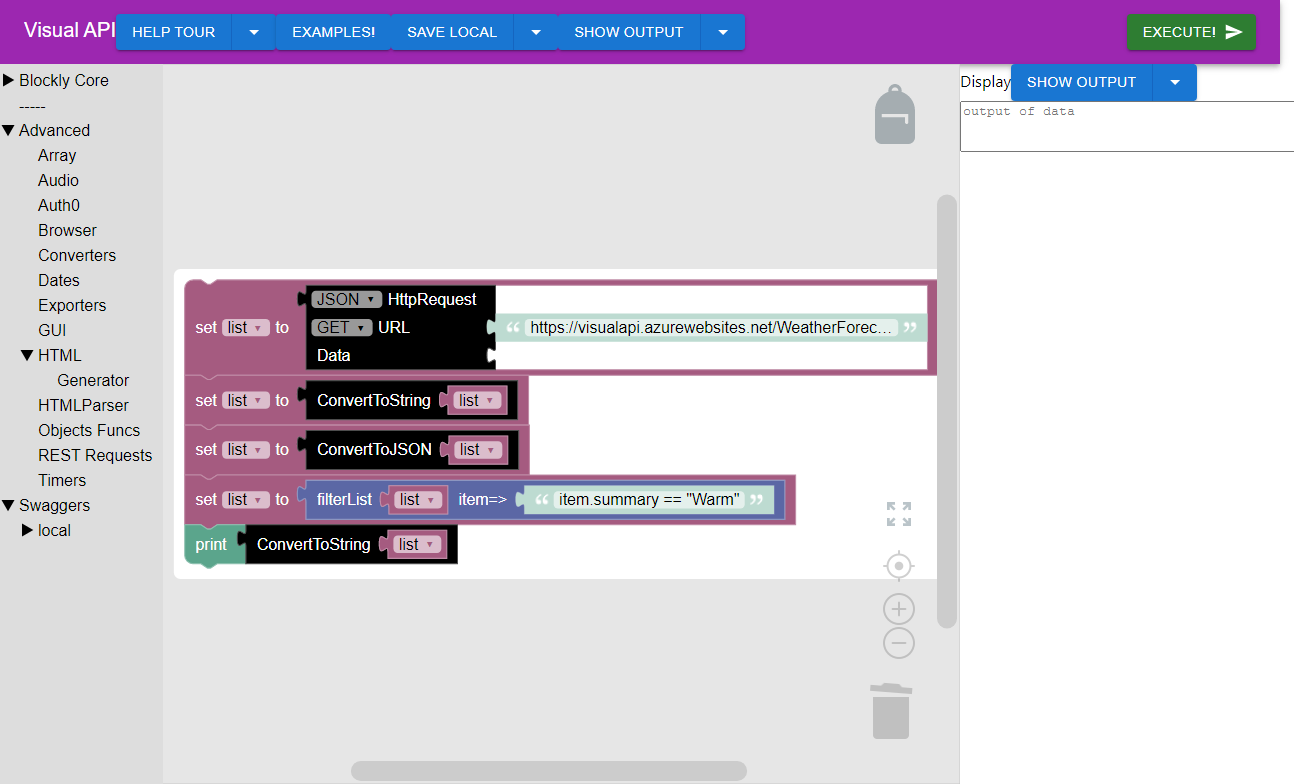 Visual API HELP TOUR EXAMPLES! SAVE LOCAL SHOW OUTPUT EXECUTE!
Blockly Core
-----
Advanced
Array
Audio
Auth0
Browser
Converters
Dates
Exporters
GUI
HTML
Generator
HTMLParser
Objects Funcs
REST Requests
Timers
Swaggers
local
JSON HttpRequest
set list to GET URL “ https://visualapi.azurewebsites.net/WeatherForec... ”
Data
set list to ConvertToString list
set list to ConvertToJSON list
set list to filterList list item=> “ item.summary == "Warm" ”
print ConvertToString list
Display SHOW OUTPUT
output of data